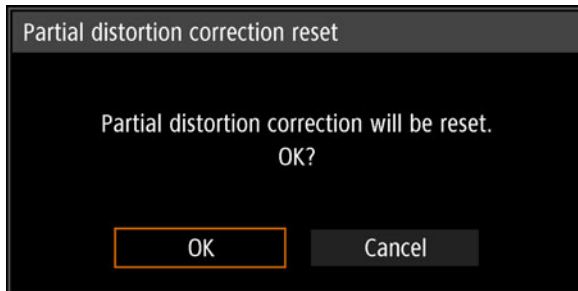 Partial distortion correction reset
Partial distortion correction will be reset.
OK?
OK
Cancel